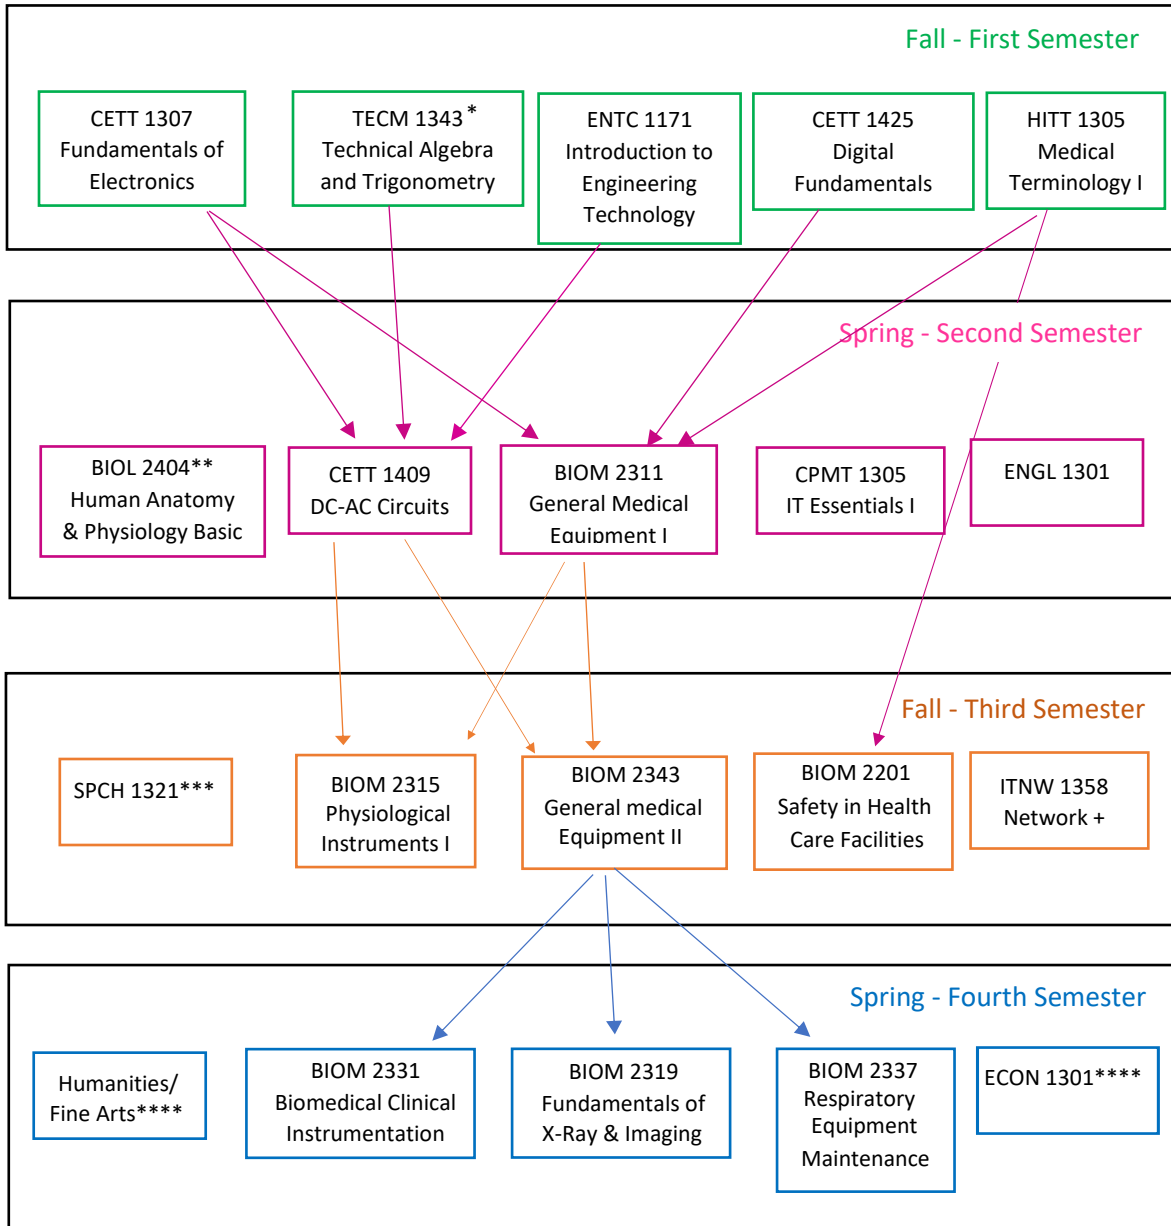 Fall - First Semester
CETT 1307
Fundamentals of
Electronics
TECM 1343*
Technical Algebra
and Trigonometry
ENTC 1171
Introduction to
Engineering
Technology
CETT 1425
Digital
Fundamentals
HITT 1305
Medical
Terminology I
Spring - Second Semester
BIOL 2404**
Human Anatomy
& Physiology Basic
CETT 1409
DC-AC Circuits
BIOM 2311
General Medical
Equipment I
CPMT 1305
IT Essentials I
ENGL 1301
Fall - Third Semester
SPCH 1321***
BIOM 2315
Physiological
Instruments I
BIOM 2343
General medical
Equipment II
BIOM 2201
Safety in Health
Care Facilities
ITNW 1358
Network +
Spring - Fourth Semester
Humanities/
Fine Arts****
BIOM 2331
Biomedical Clinical
Instrumentation
BIOM 2319
Fundamentals of
X-Ray & Imaging
BIOM 2337
Respiratory
Equipment
Maintenance
ECON 1301****